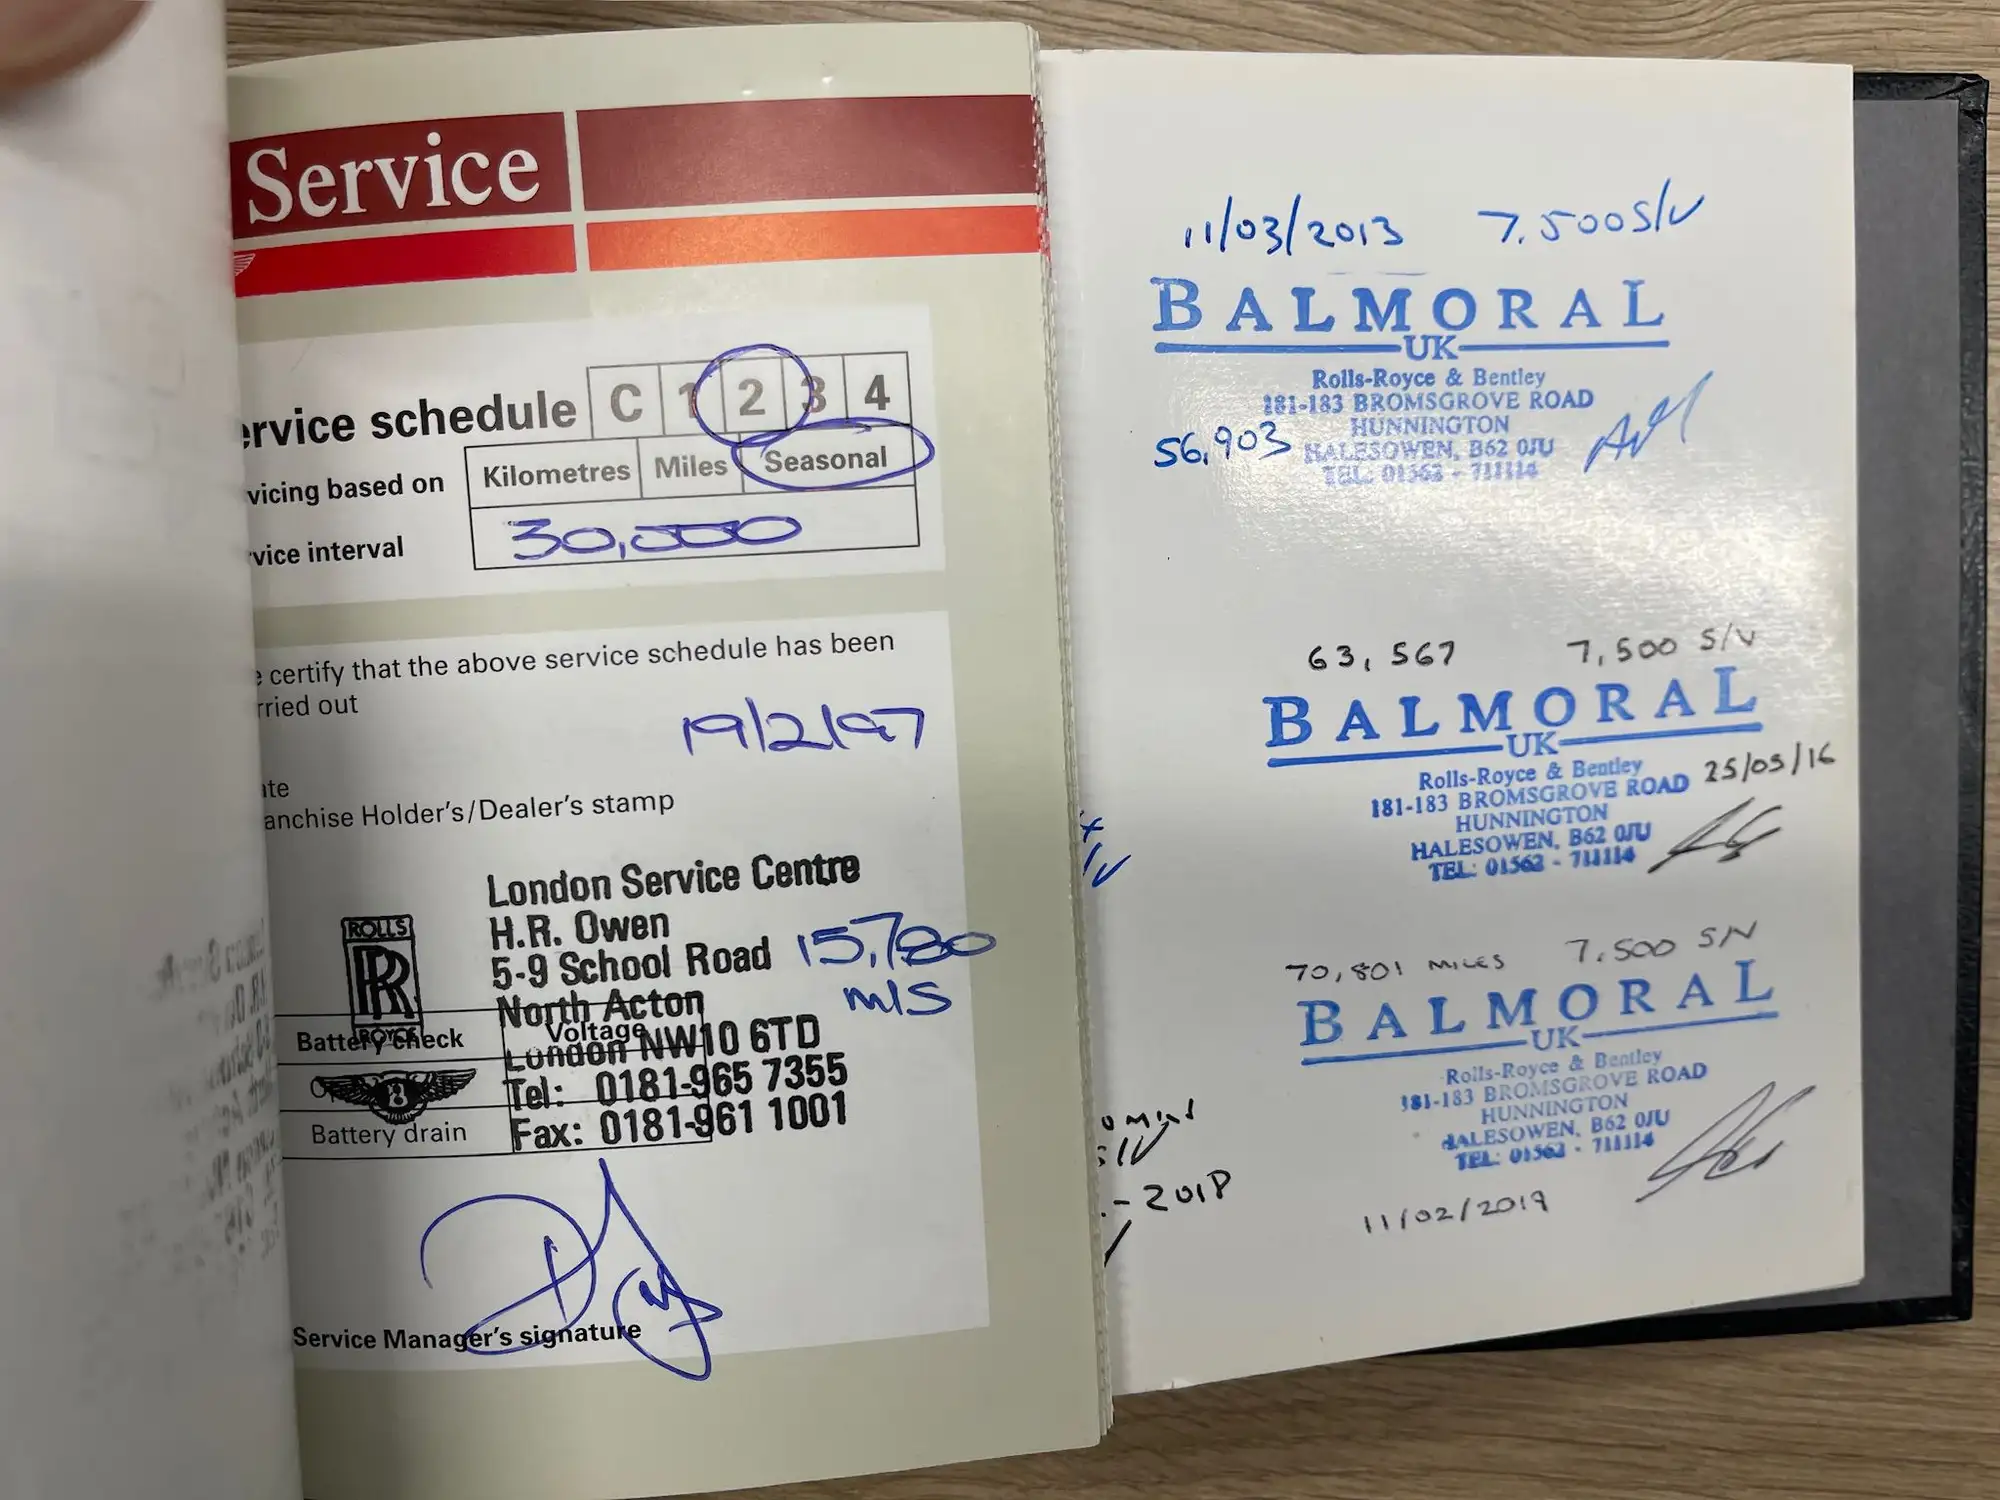 Service
ervice schedule C 1 2 3 4
vicing based on Kilometres Miles Seasonal
vice interval 30,000
certify that the above service schedule has been
rried out
19/2/97
ate
anchise Holder's/Dealer's stamp
London Service Centre
H.R. Owen
5-9 School Road
North Acton
London NW10 6TD
Tel: 0181-965 7355
Fax: 0181-961 1001
15,780
mls
ROLLS
RR
ROYCE
Battery check Voltage
B
Battery drain
Service Manager's signature
11/03/2013 7,500 S/V
BALMORAL
UK
Rolls-Royce & Bentley
181-183 BROMSGROVE ROAD
HUNNINGTON
HALESOWEN, B62 0JU
TEL: 01562 - 711114
56,903
63,567 7,500 S/V
BALMORAL
UK
Rolls-Royce & Bentley
181-183 BROMSGROVE ROAD
HUNNINGTON
HALESOWEN, B62 0JU
TEL: 01562 - 711114
25/05/16
70,801 MILES 7,500 S/V
BALMORAL
UK
Rolls-Royce & Bentley
181-183 BROMSGROVE ROAD
HUNNINGTON
HALESOWEN, B62 0JU
TEL: 01562 - 711114
11/02/2019
- 2018